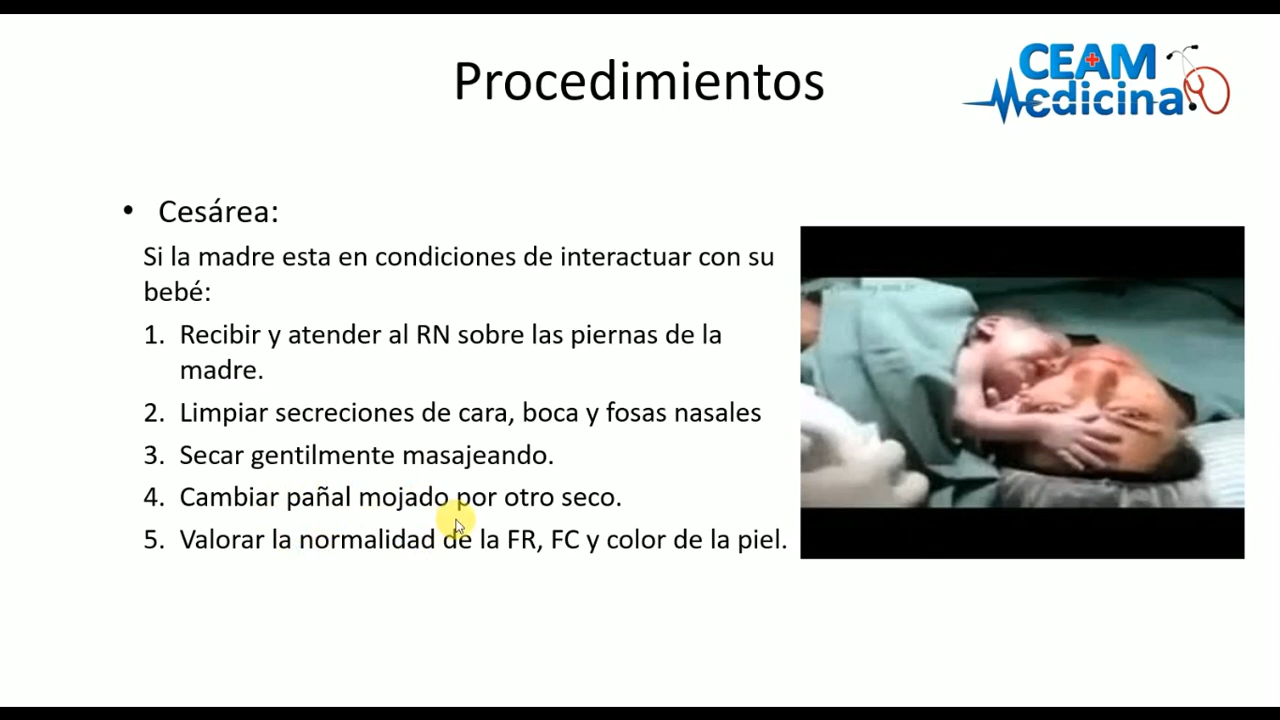 Procedimientos
CEAM
Medicina
• Cesárea:
Si la madre esta en condiciones de interactuar con su
bebé:
1. Recibir y atender al RN sobre las piernas de la
madre.
2. Limpiar secreciones de cara, boca y fosas nasales
3. Secar gentilmente masajeando.
4. Cambiar pañal mojado por otro seco.
5. Valorar la normalidad de la FR, FC y color de la piel.